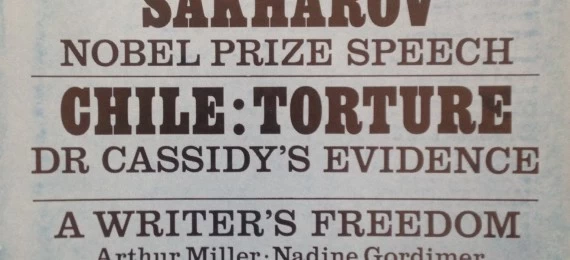 SAKHAROV
NOBEL PRIZE SPEECH
CHILE: TORTURE
DR CASSIDY'S EVIDENCE
A WRITER'S FREEDOM
Arthur Miller · Nadine Gordimer